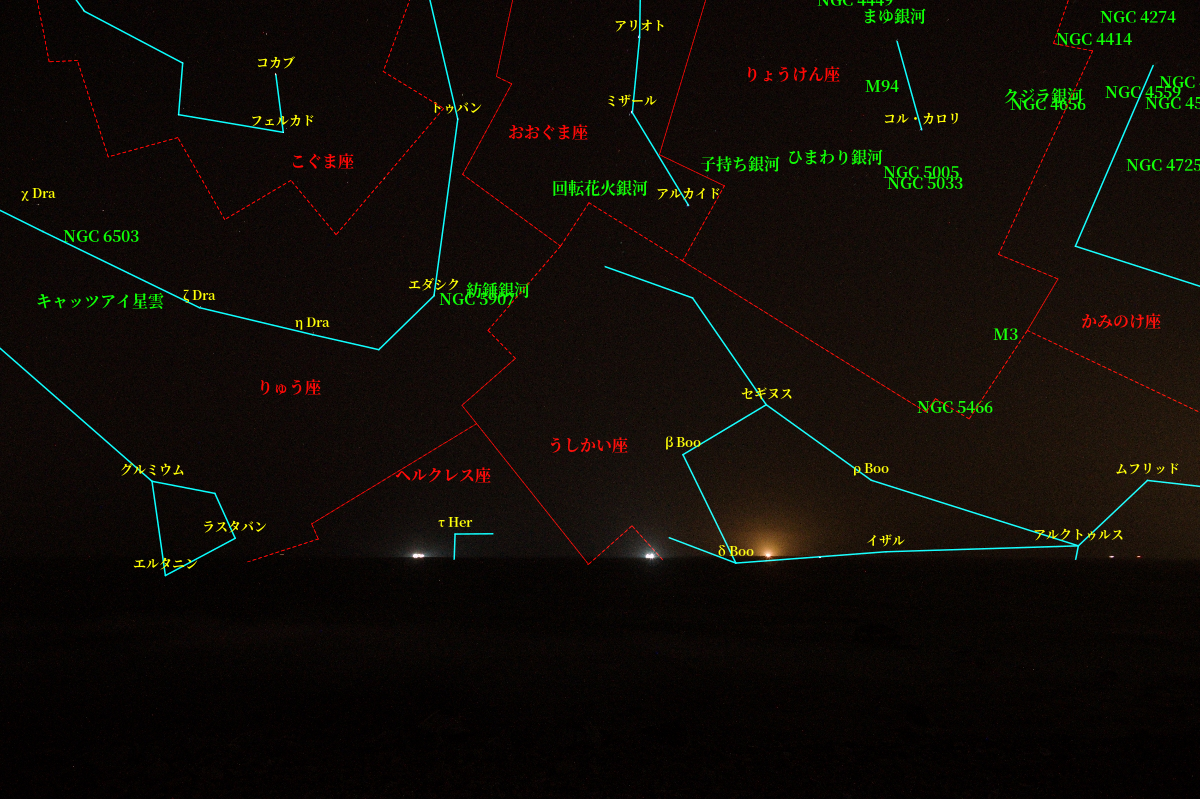 NGC 4449
まゆ銀河
NGC 4274
アリオト
NGC 4414
コカブ
りょうけん座
M94
NGC
NGC 4559
クジラ銀河
NGC 4656
ミザール
トゥバン
フェルカド
コル・カロリ
おおぐま座
こぐま座
子持ち銀河
ひまわり銀河
NGC 4725
NGC 5005
NGC 5033
回転花火銀河
アルカイド
χ Dra
NGC 6503
エダシク
紡錘銀河
NGC 5907
キャッツアイ星雲
ζ Dra
η Dra
かみのけ座
M3
りゅう座
セギヌス
NGC 5466
うしかい座
β Boo
クルミウム
ヘルクレス座
ρ Boo
ムフリッド
ラスタバン
τ Her
アルクトゥルス
イザル
δ Boo
エルタニン